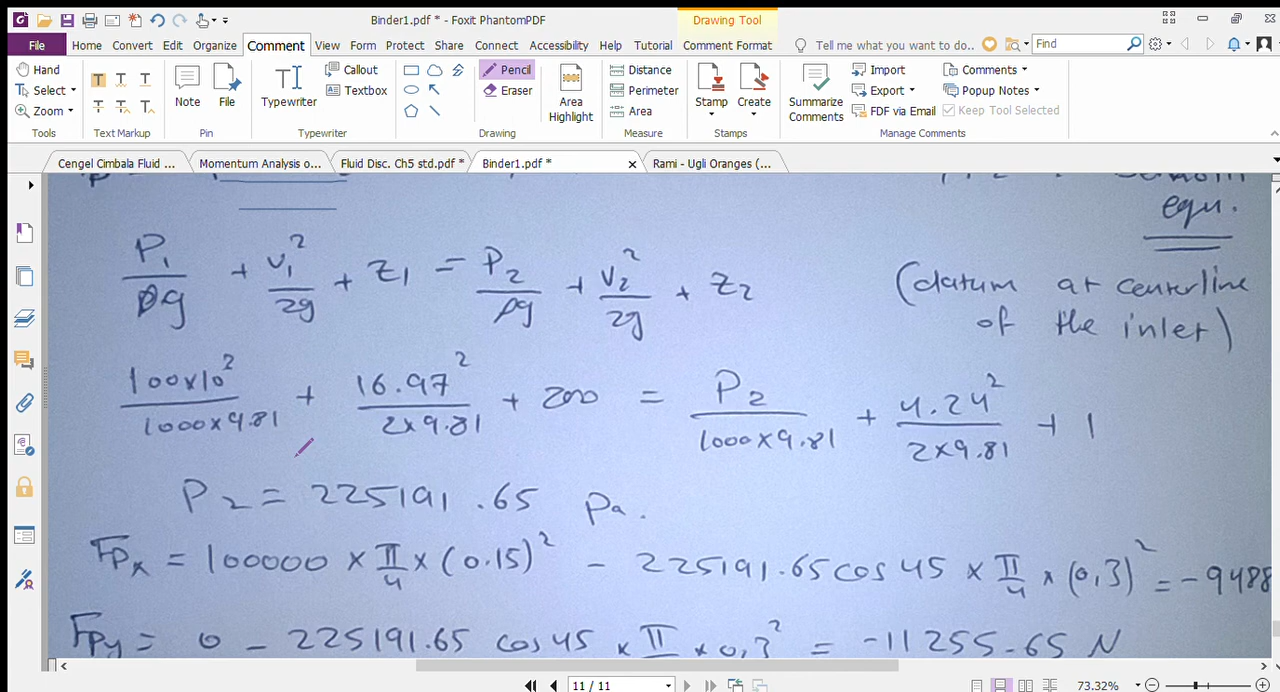 Binder1.pdf * - Foxit PhantomPDF
Drawing Tool
File Home Convert Edit Organize Comment View Form Protect Share Connect Accessibility Help Tutorial Comment Format Tell me what you want to do.. Find
Hand
Select
Zoom
Tools
Text Markup
Note
File
Pin
Typewriter
Callout
Textbox
Typewriter
Pencil
Eraser
Drawing
Area Highlight
Distance
Perimeter
Area
Measure
Stamp
Create
Stamps
Summarize Comments
Import
Export
FDF via Email
Comments
Popup Notes
Keep Tool Selected
Manage Comments
Cengel Cimbala Fluid ... Momentum Analysis o... Fluid Disc. Ch5 std.pdf * Binder1.pdf * Rami - Ugli Oranges (...
equ.
P₁/ρg + V₁²/2g + Z₁ = P₂/ρg + V₂²/2g + Z₂ (datum at centerline
of the inlet)
100x10²/1000x9.81 + 16.97²/2x9.81 + = P₂/1000x9.81 + 4.24²/2x9.81 + 1
P₂ = 225191.65 Pa.
Fpx = 100000 x π/4 x (0.15)² - 225191.65 cos 45 x π/4 x (0,3)² = -9488
Fpy = 0 - 225191.65 cos 45 x π x 0,3² = -11255.65 N
11 / 11
73.32%